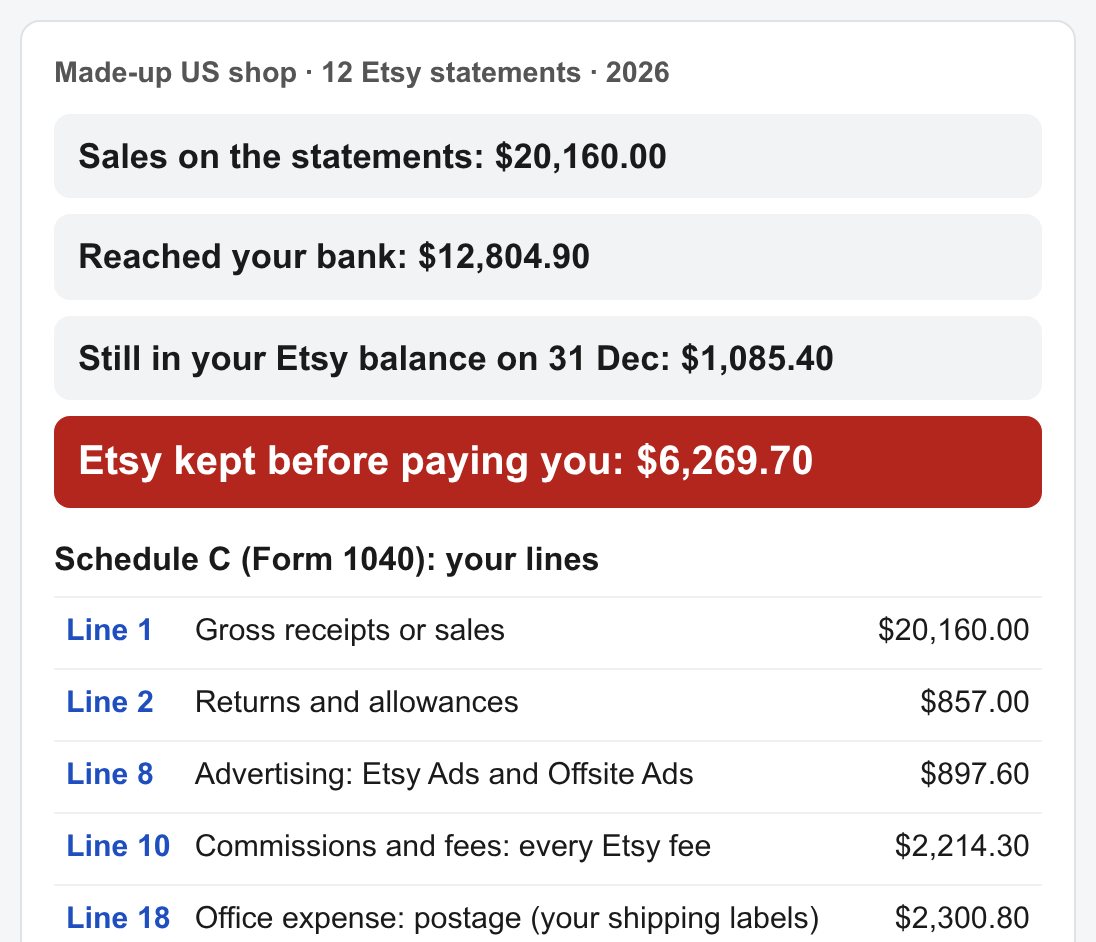 Made-up US shop · 12 Etsy statements · 2026
Sales on the statements: $20,160.00
Reached your bank: $12,804.90
Still in your Etsy balance on 31 Dec: $1,085.40
Etsy kept before paying you: $6,269.70
Schedule C (Form 1040): your lines
Line 1 Gross receipts or sales $20,160.00
Line 2 Returns and allowances $857.00
Line 8 Advertising: Etsy Ads and Offsite Ads $897.60
Line 10 Commissions and fees: every Etsy fee $2,214.30
Line 18 Office expense: postage (your shipping labels) $2,300.80